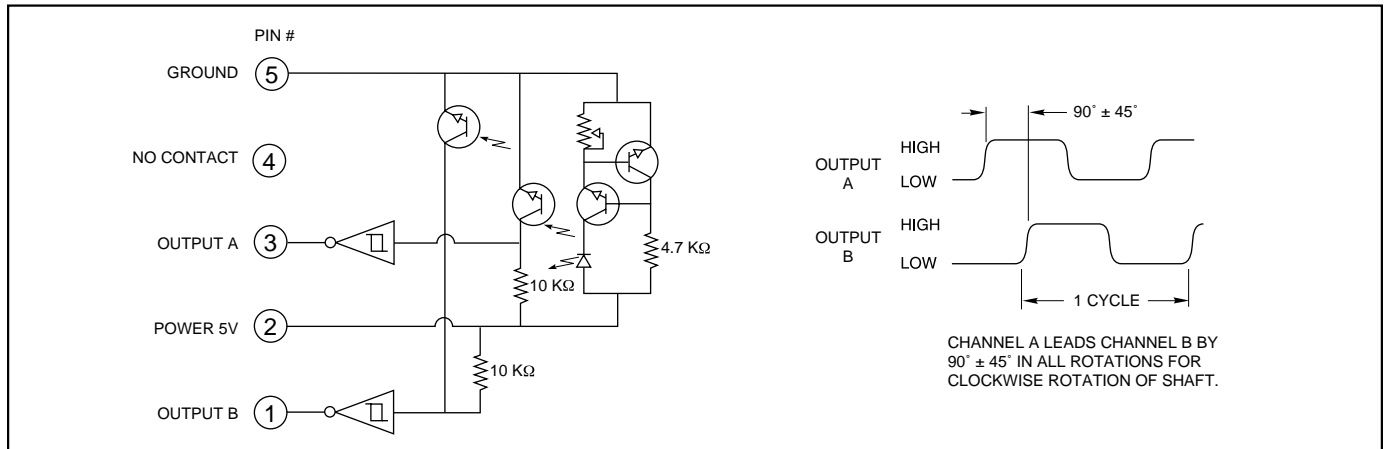 PIN #
GROUND 5
NO CONTACT 4
OUTPUT A 3
POWER 5V 2
OUTPUT B 1
10 KΩ
10 KΩ
4.7 KΩ
90˚ ± 45˚
OUTPUT
A
HIGH
LOW
OUTPUT
B
HIGH
LOW
1 CYCLE
CHANNEL A LEADS CHANNEL B BY
90˚ ± 45˚ IN ALL ROTATIONS FOR
CLOCKWISE ROTATION OF SHAFT.